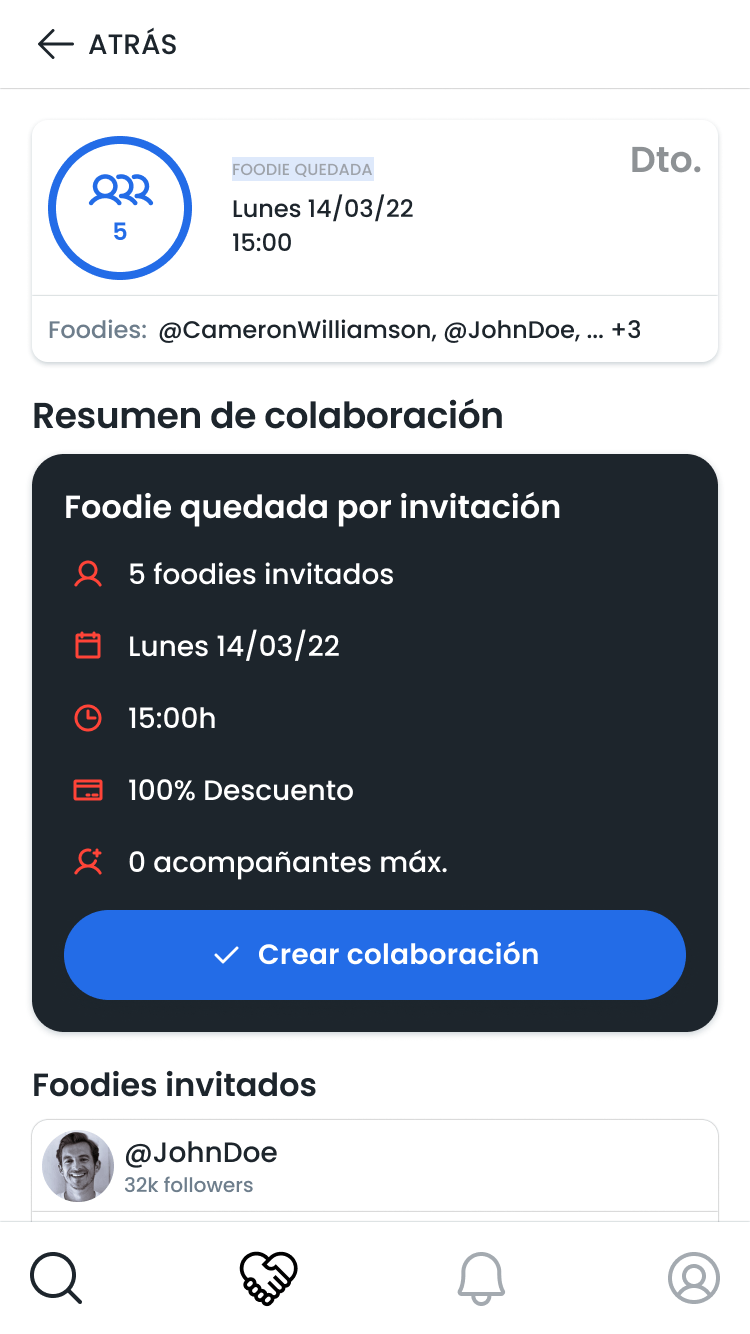 ATRÁS
5
FOODIE QUEDADA
Dto.
Lunes 14/03/22
15:00
Foodies: @CameronWilliamson, @JohnDoe, ... +3
Resumen de colaboración
Foodie quedada por invitación
5 foodies invitados
Lunes 14/03/22
15:00h
100% Descuento
0 acompañantes máx.
Crear colaboración
Foodies invitados
@JohnDoe
32k followers